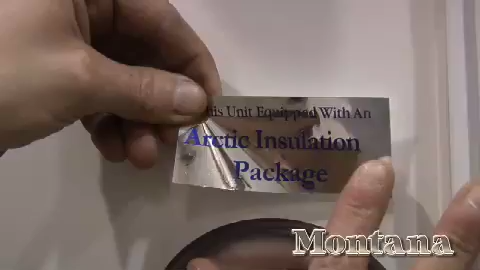 is Unit Equipped With An
Arctic Insulation
Package
Montana